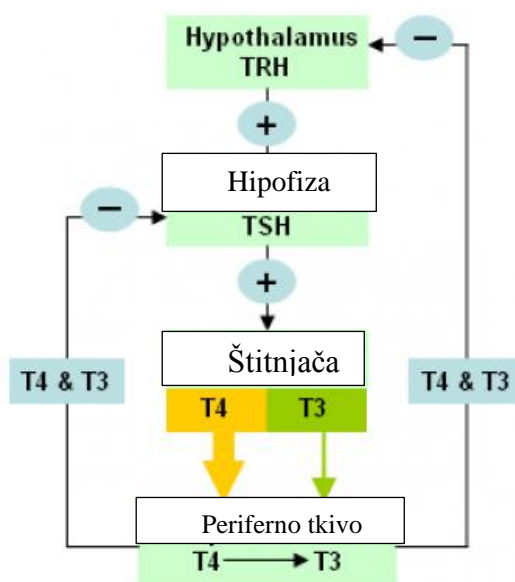 Hypothalamus
TRH
−
+
Hipofiza
−
TSH
+
Štitnjača
T4 & T3
T4 & T3
T4 T3
Periferno tkivo
T4 → T3